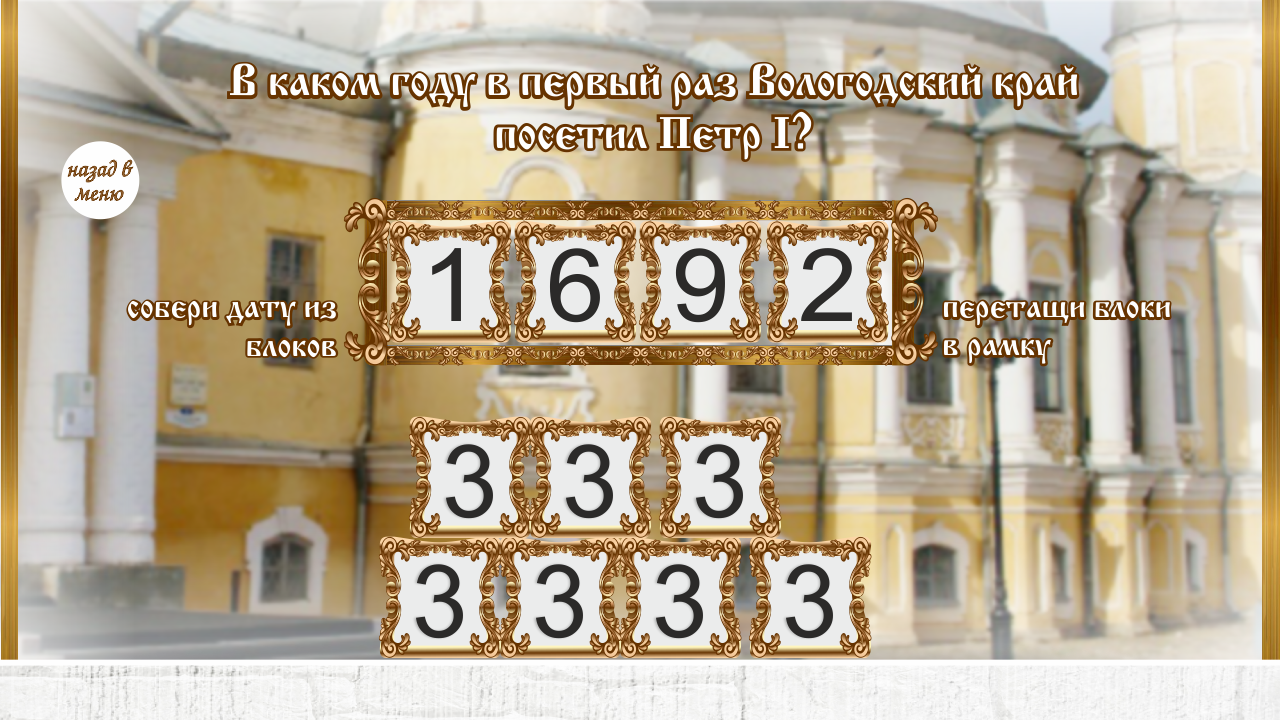 В каком году в первый раз Вологодский край
посетил Петр I?
назад в
меню
1 6 9 2
собери дату из
блоков
перетащи блоки
в рамку
3 3 3
3 3 3 3